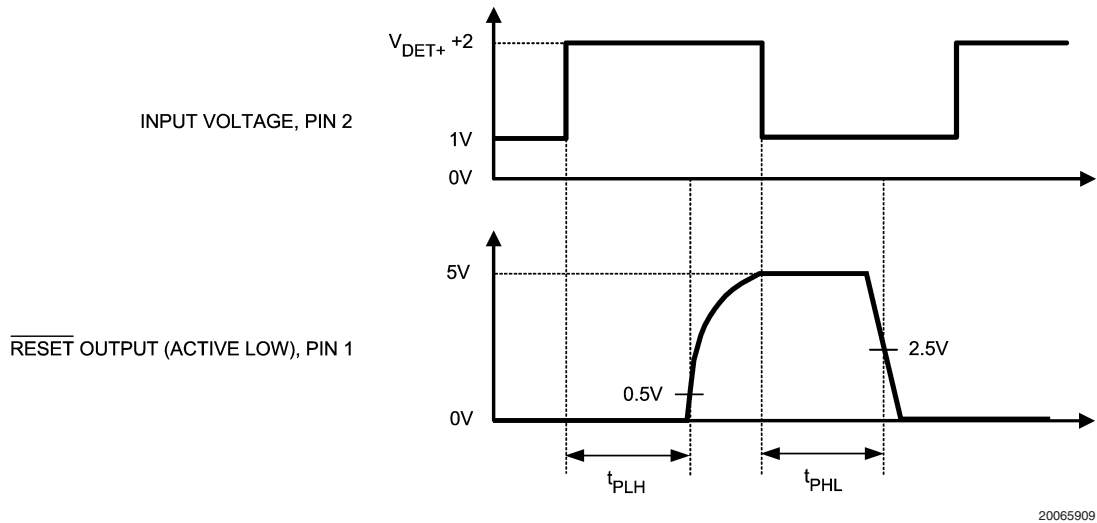 V_DET+ +2
INPUT VOLTAGE, PIN 2
1V
0V
5V
R̅E̅S̅E̅T̅ OUTPUT (ACTIVE LOW), PIN 1
2.5V
0.5V
0V
t_PLH
t_PHL
20065909